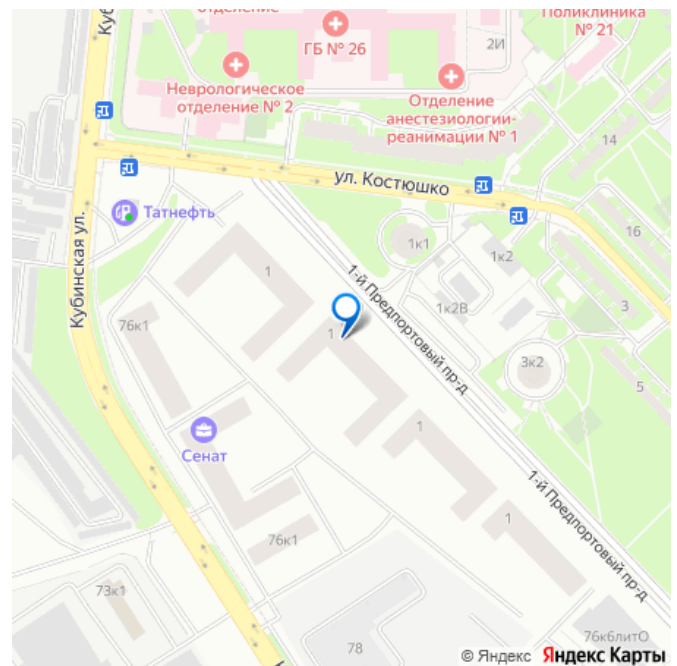 отделение
ГБ № 26
2И
Поликлиника
№ 21
Неврологическое
отделение № 2
Отделение
анестезиологии-
реанимации № 1
14
ул. Костюшко
Татнефть
Кубинская ул.
1к1
1к2
16
1
1-й Предпортовый пр-д
1к2В
3
76к1
1
3к2
5
Сенат
1
1-й Предпортовый пр-д
1
76к1
73к1
78
76к6литО
© Яндекс Яндекс Карты